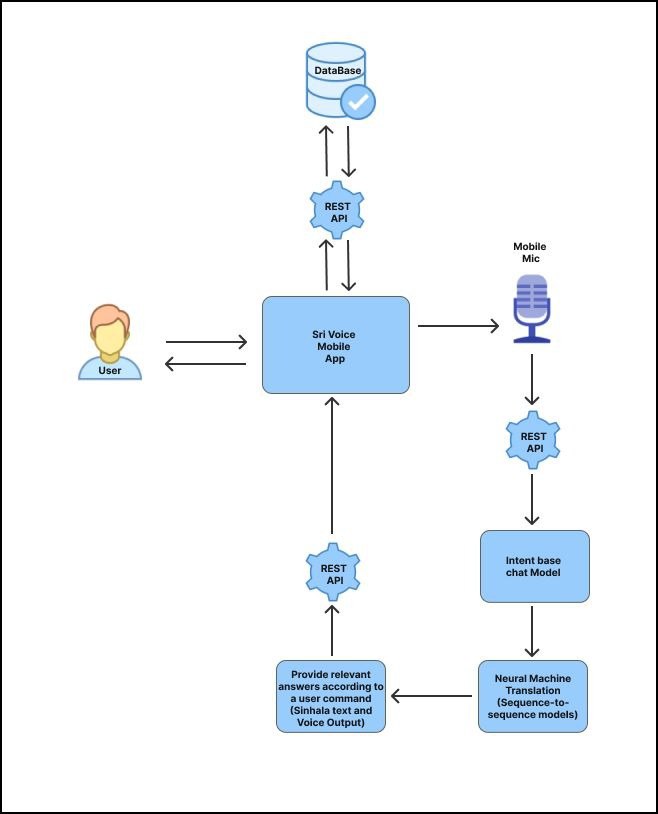 DataBase
REST
API
Mobile
Mic
Sri Voice
Mobile
App
User
REST
API
Intent base
chat Model
REST
API
Neural Machine
Translation
(Sequence-to-
sequence models)
Provide relevant
answers according to
a user command
(Sinhala text and
Voice Output)